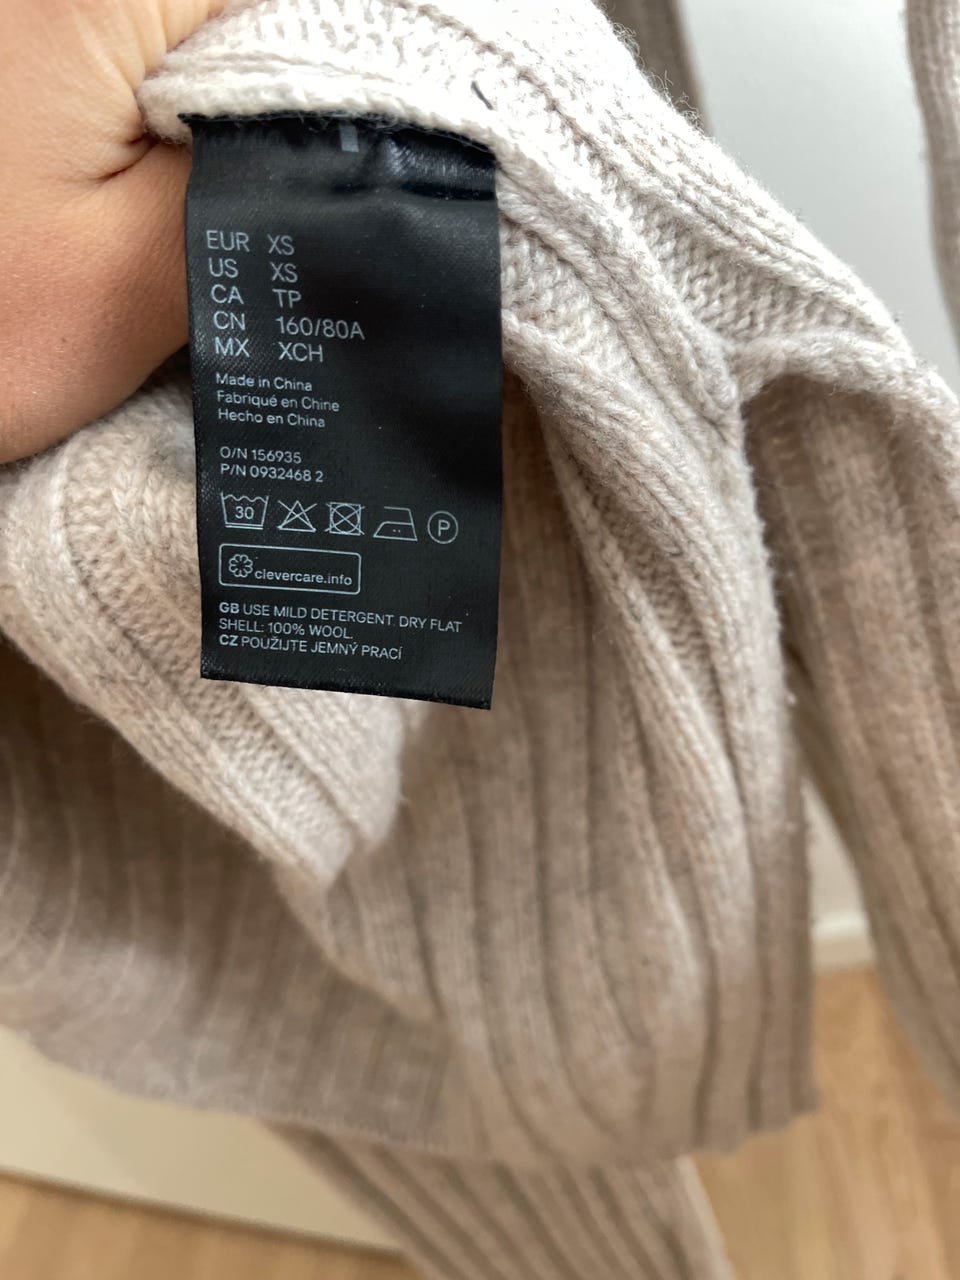 EUR XS
US XS
CA TP
CN 160/80A
MX XCH
Made in China
Fabriqué en Chine
Hecho en China
O/N 156935
P/N 0932468 2
30 P
clevercare.info
GB USE MILD DETERGENT. DRY FLAT
SHELL: 100% WOOL.
CZ POUŽIJTE JEMNÝ PRACÍ